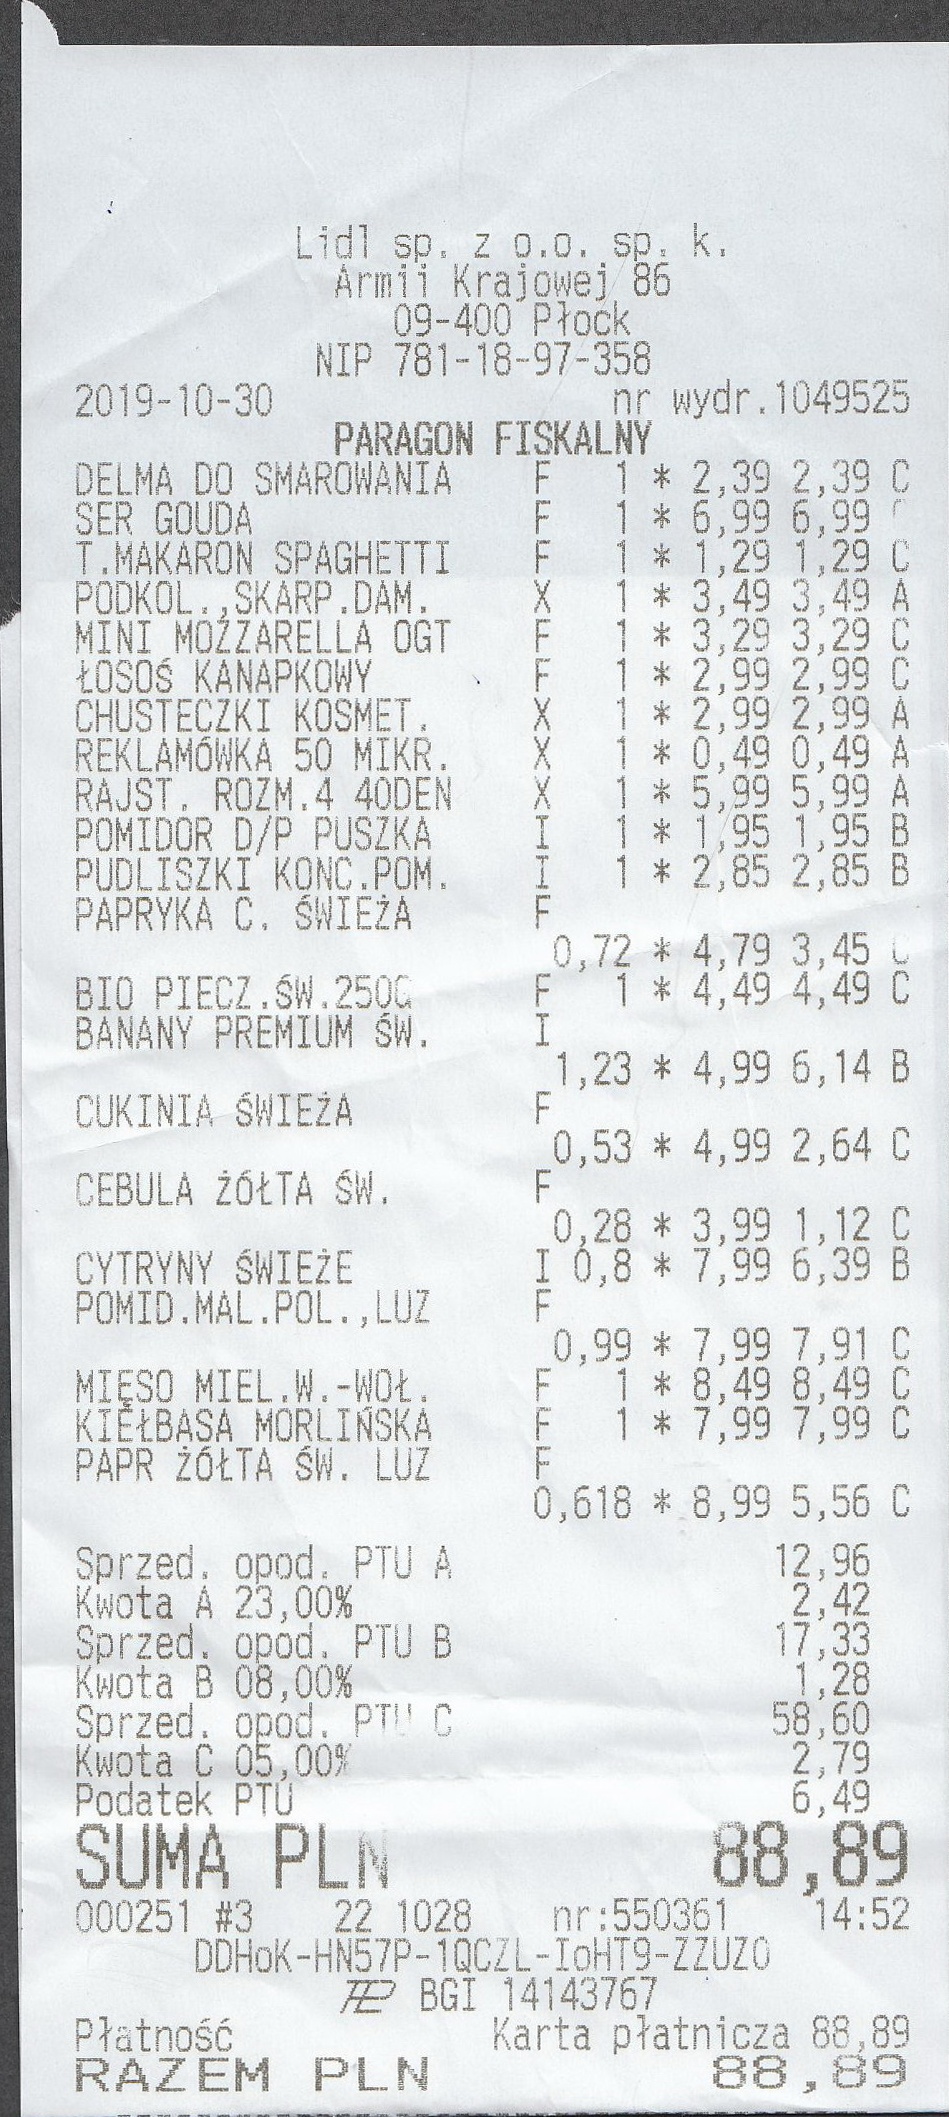 Lidl sp. z o.o. sp. k.
Armii Krajowej 86
09-400 Płock
NIP 781-18-97-358
2019-10-30 nr wydr.1049525
PARAGON FISKALNY
DELMA DO SMAROWANIA F 1 * 2,39 2,39 C
SER GOUDA F 1 * 6,99 6,99 C
T.MAKARON SPAGHETTI F 1 * 1,29 1,29 C
PODKOL.,SKARP.DAM. X 1 * 3,49 3,49 A
MINI MOZZARELLA OGT F 1 * 3,29 3,29 C
ŁOSOŚ KANAPKOWY F 1 * 2,99 2,99 C
CHUSTECZKI KOSMET. X 1 * 2,99 2,99 A
REKLAMÓWKA 50 MIKR. X 1 * 0,49 0,49 A
RAJST. ROZM.4 40DEN X 1 * 5,99 5,99 A
POMIDOR D/P PUSZKA I 1 * 1,95 1,95 B
PUDLISZKI KONC.POM. I 1 * 2,85 2,85 B
PAPRYKA C. ŚWIEŻA F
0,72 * 4,79 3,45 C
BIO PIECZ.ŚW.250G F 1 * 4,49 4,49 C
BANANY PREMIUM ŚW. I
1,23 * 4,99 6,14 B
CUKINIA ŚWIEŻA F
0,53 * 4,99 2,64 C
CEBULA ŻÓŁTA ŚW. F
0,28 * 3,99 1,12 C
CYTRYNY ŚWIEŻE I 0,8 * 7,99 6,39 B
POMID.MAL.POL.,LUZ F
0,99 * 7,99 7,91 C
MIĘSO MIEL.W.-WOŁ. F 1 * 8,49 8,49 C
KIEŁBASA MORLIŃSKA F 1 * 7,99 7,99 C
PAPR ŻÓŁTA ŚW. LUZ F
0,618 * 8,99 5,56 C
Sprzed. opod. PTU A 12,96
Kwota A 23,00% 2,42
Sprzed. opod. PTU B 17,33
Kwota B 08,00% 1,28
Sprzed. opod. PTU C 58,60
Kwota C 05,00% 2,79
Podatek PTU 6,49
SUMA PLN 88,89
000251 #3 22 1028 nr:550361 14:52
DDHoK-HN57P-1QCZL-IoHT9-ZZUZO
BGI 14143767
Płatność Karta płatnicza 88,89
RAZEM PLN 88,89